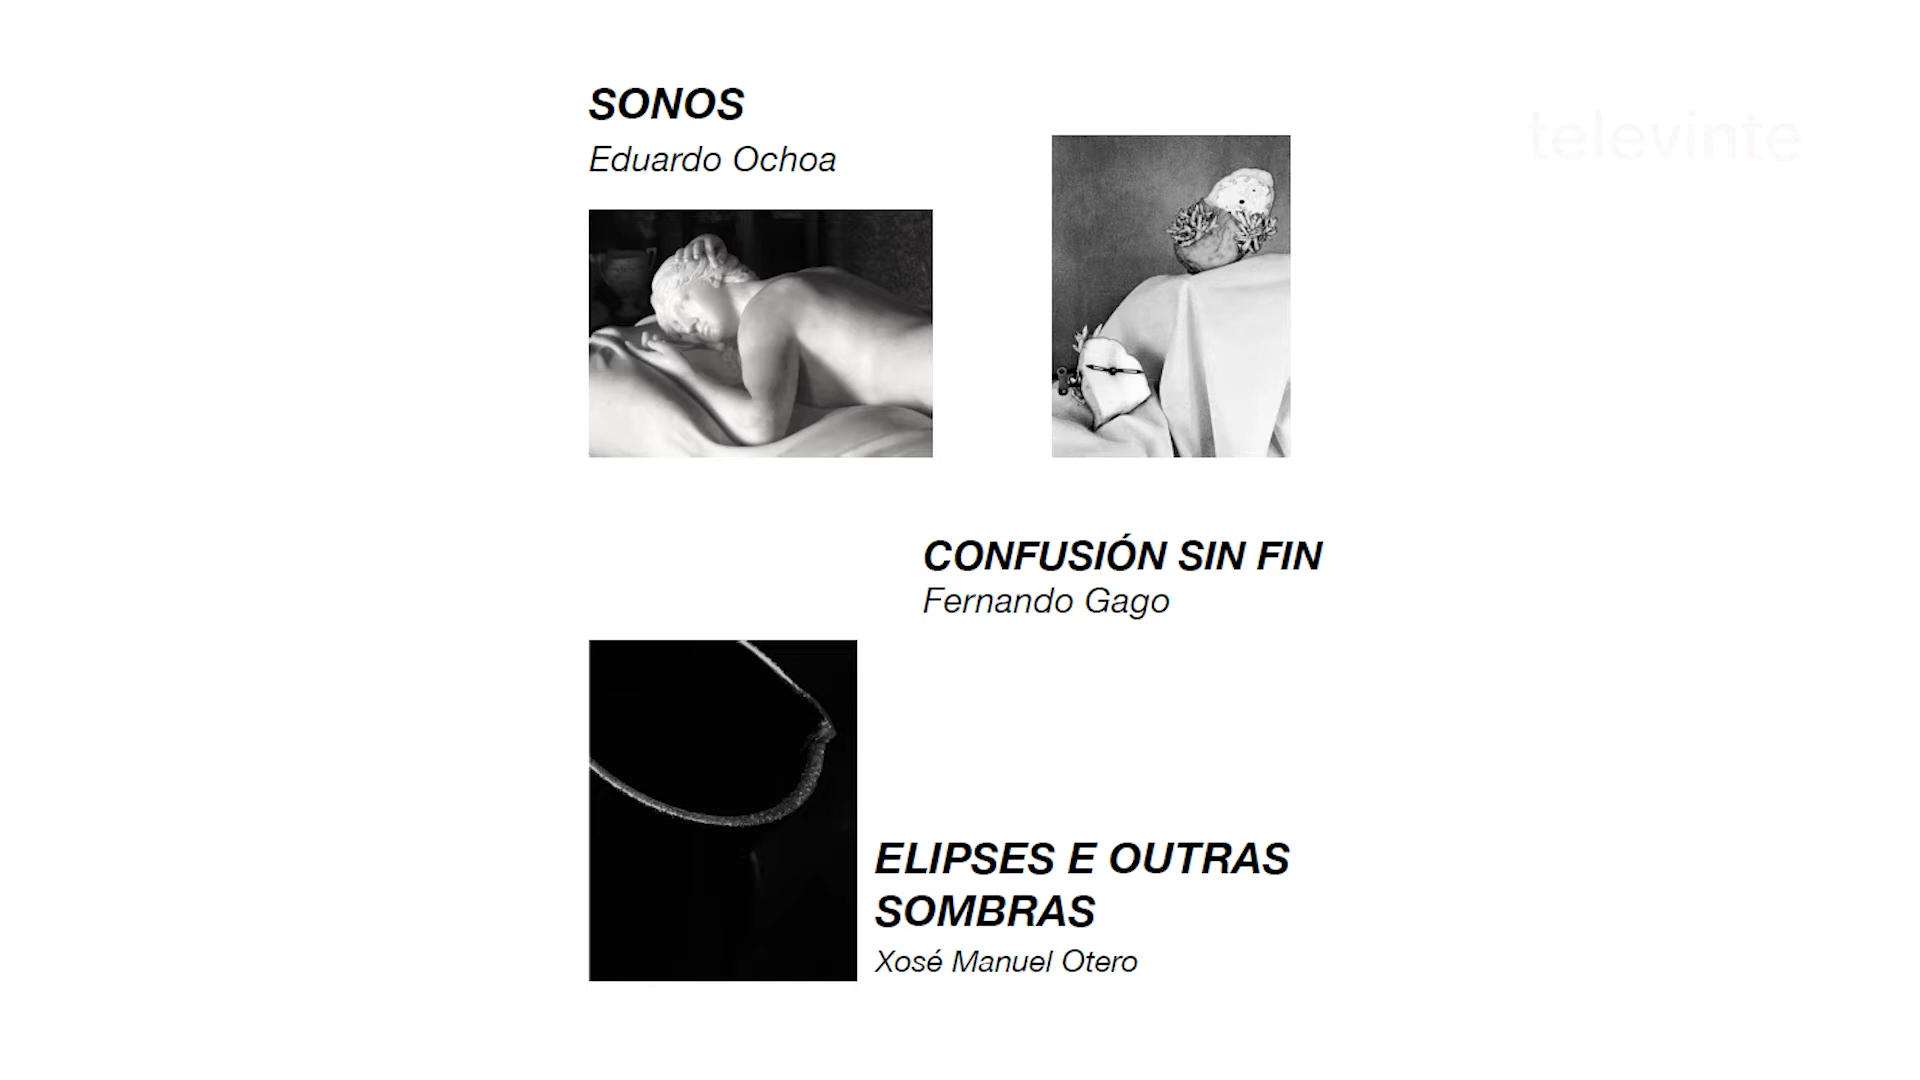 SONOS
Eduardo Ochoa
televinte
CONFUSIÓN SIN FIN
Fernando Gago
ELIPSES E OUTRAS
SOMBRAS
Xosé Manuel Otero